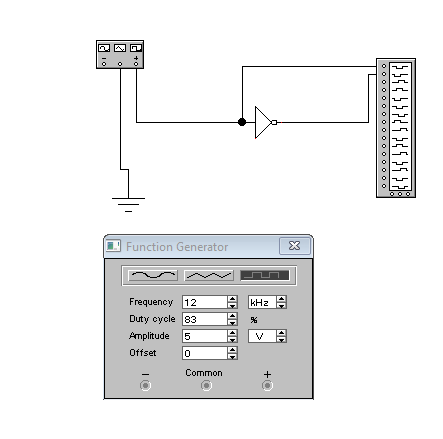 − +
Function Generator
Frequency 12 kHz
Duty cycle 83 %
Amplitude 5 V
Offset 0
− Common +